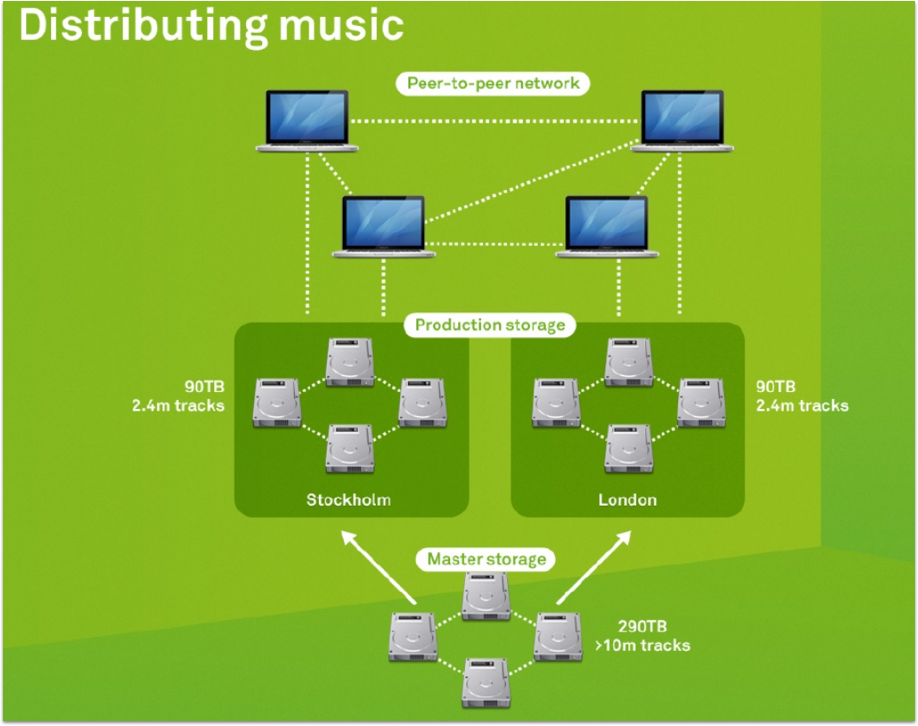 Distributing music
Peer-to-peer network
Production storage
90TB
2.4m tracks
90TB
2.4m tracks
Stockholm
London
Master storage
290TB
>10m tracks